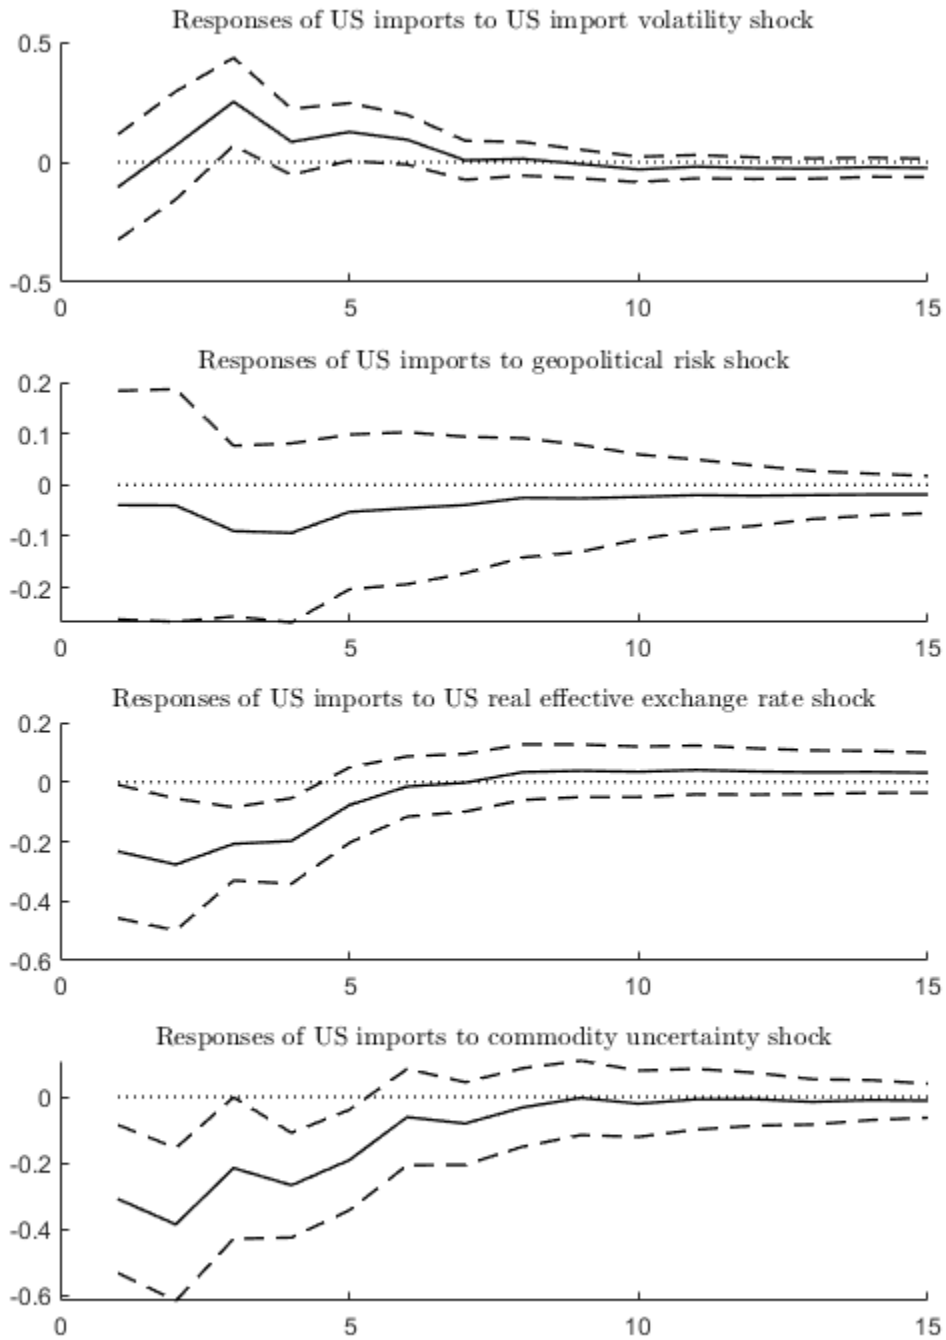 Responses of US imports to US import volatility shock
0.5
0
-0.5
0 5 10 15
Responses of US imports to geopolitical risk shock
0.2
0.1
0
-0.1
-0.2
0 5 10 15
Responses of US imports to US real effective exchange rate shock
0.2
0
-0.2
-0.4
-0.6
0 5 10 15
Responses of US imports to commodity uncertainty shock
0
-0.2
-0.4
-0.6
0 5 10 15